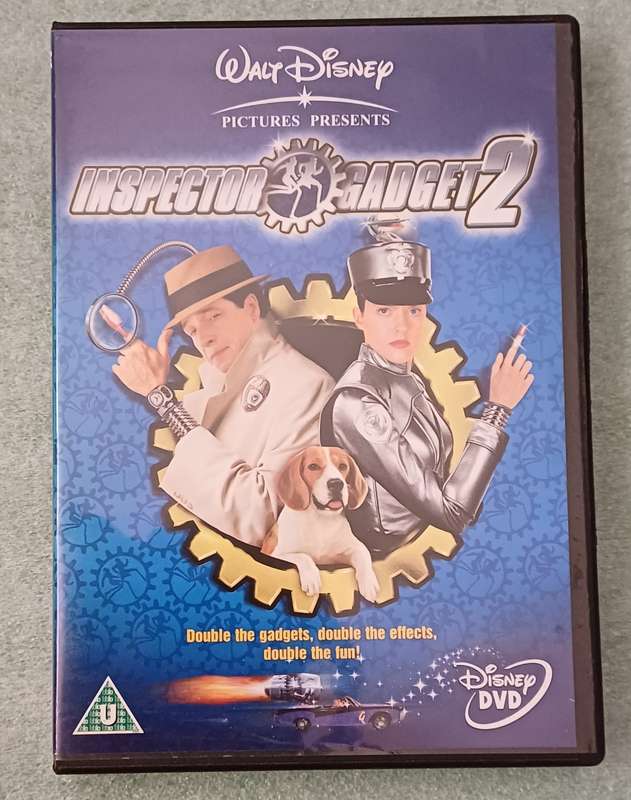 WALT DISNEY
PICTURES PRESENTS
INSPECTOR GADGET 2
Double the gadgets, double the effects,
double the fun!
U
DISNEY
DVD